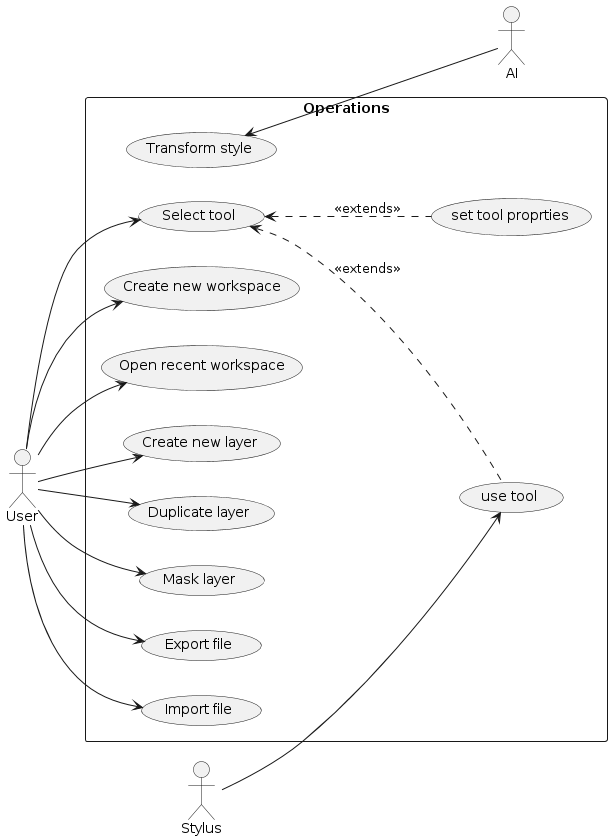 AI
Operations
Transform style
Select tool
«extends»
set tool proprties
«extends»
Create new workspace
Open recent workspace
Create new layer
use tool
Duplicate layer
User
Mask layer
Export file
Import file
Stylus